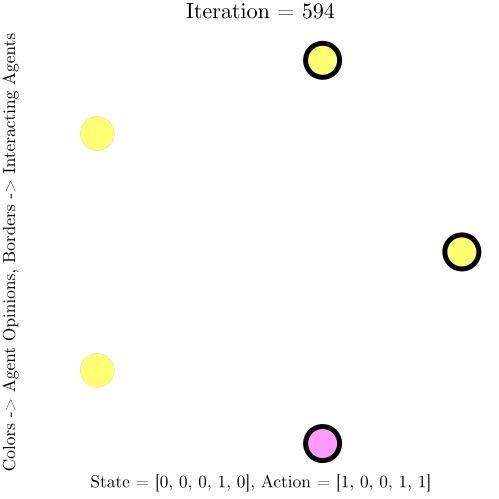 Iteration = 594
Colors -> Agent Opinions, Borders -> Interacting Agents
State = [0, 0, 0, 1, 0], Action = [1, 0, 0, 1, 1]